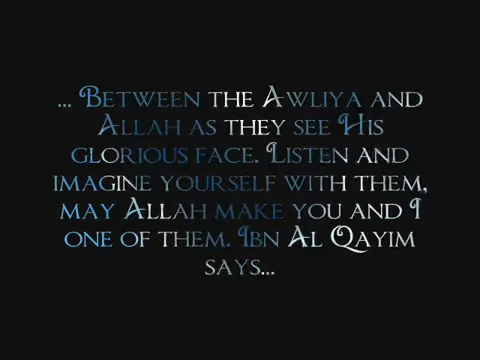 ... Between the Awliya and
Allah as they see His
glorious face. Listen and
imagine yourself with them,
may Allah make you and I
one of them. Ibn Al Qayim
says...